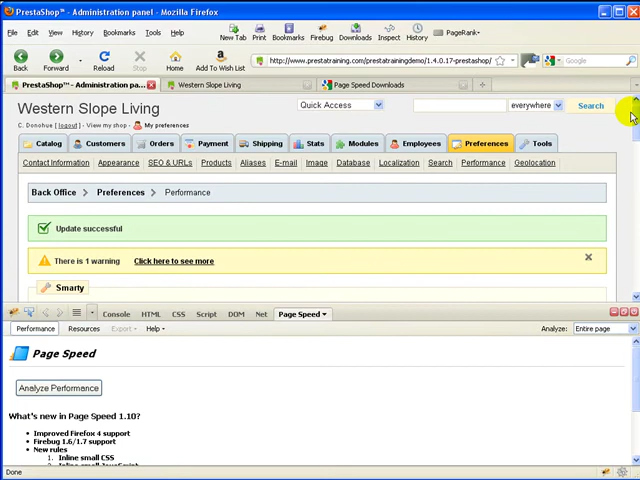 PrestaShop™ - Administration panel - Mozilla Firefox
File Edit View History Bookmarks Tools Help
New Tab Print Bookmarks Firebug Downloads Inspect History PageRank
Back Forward Reload Stop Home Add To Wish List http://www.prestatraining.com/prestatrainingdemo/1.4.0.17-prestashop/ Google
PrestaShop™ - Administration pa... Western Slope Living Page Speed Downloads
Western Slope Living Quick Access everywhere Search
C. Donohue [ logout ] - View my shop - My preferences
Catalog Customers Orders Payment Shipping Stats Modules Employees Preferences Tools
Contact Information Appearance SEO & URLs Products Aliases E-mail Image Database Localization Search Performance Geolocation
Back Office Preferences Performance
Update successful
There is 1 warning Click here to see more
Smarty
Console HTML CSS Script DOM Net Page Speed
Performance Resources Export Help Analyze: Entire page
Page Speed
Analyze Performance
What's new in Page Speed 1.10?
• Improved Firefox 4 support
• Firebug 1.6/1.7 support
• New rules
1. Inline small CSS
2. Inline small JavaScript
Done